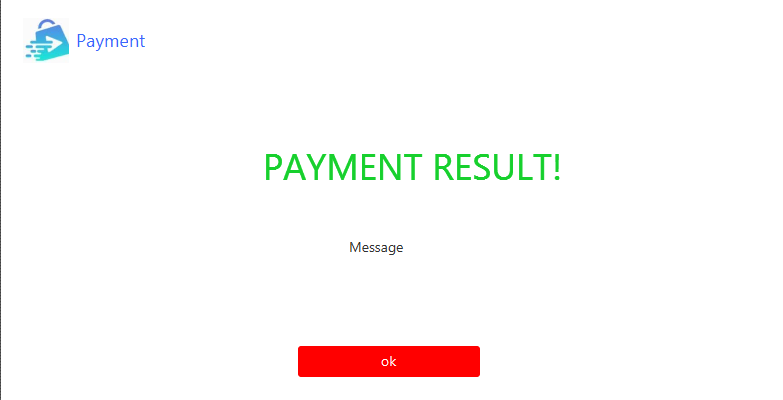 Payment
PAYMENT RESULT!
Message
ok